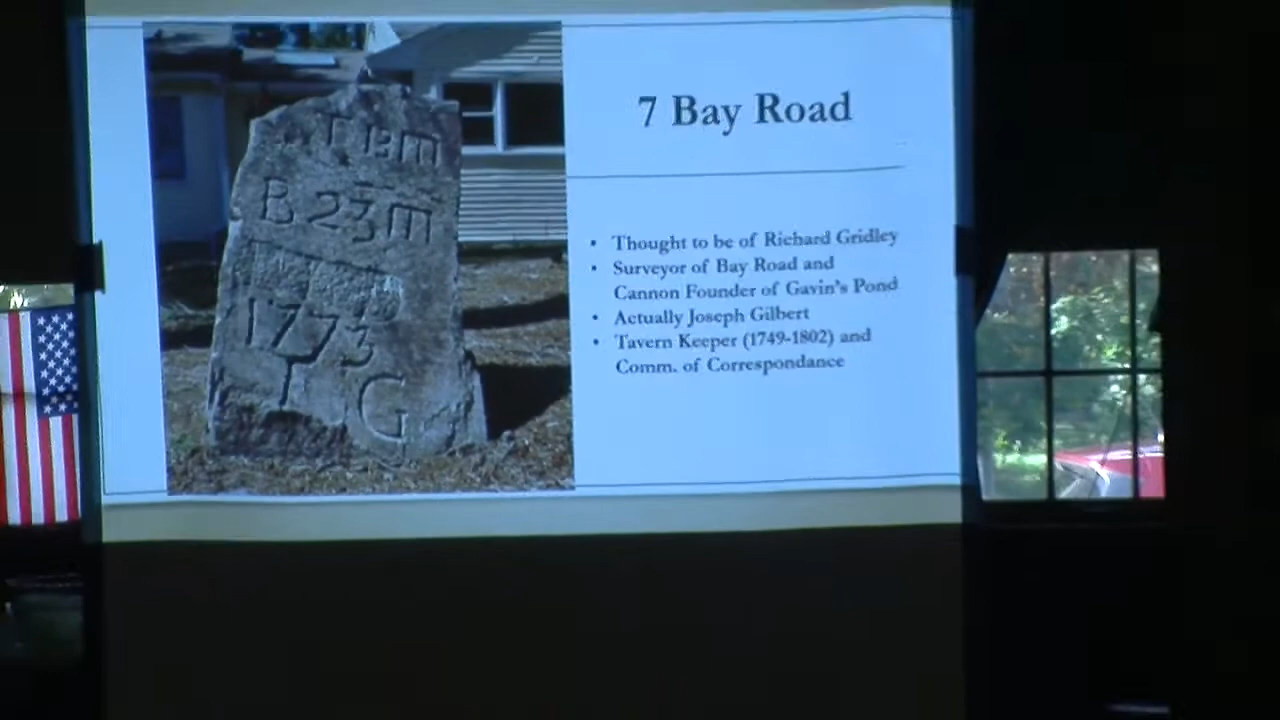 T 12 m
B 23 m
1773
I G
7 Bay Road
• Thought to be of Richard Gridley
• Surveyor of Bay Road and
Cannon Founder of Gavin's Pond
• Actually Joseph Gilbert
• Tavern Keeper (1749-1802) and
Comm. of Correspondance